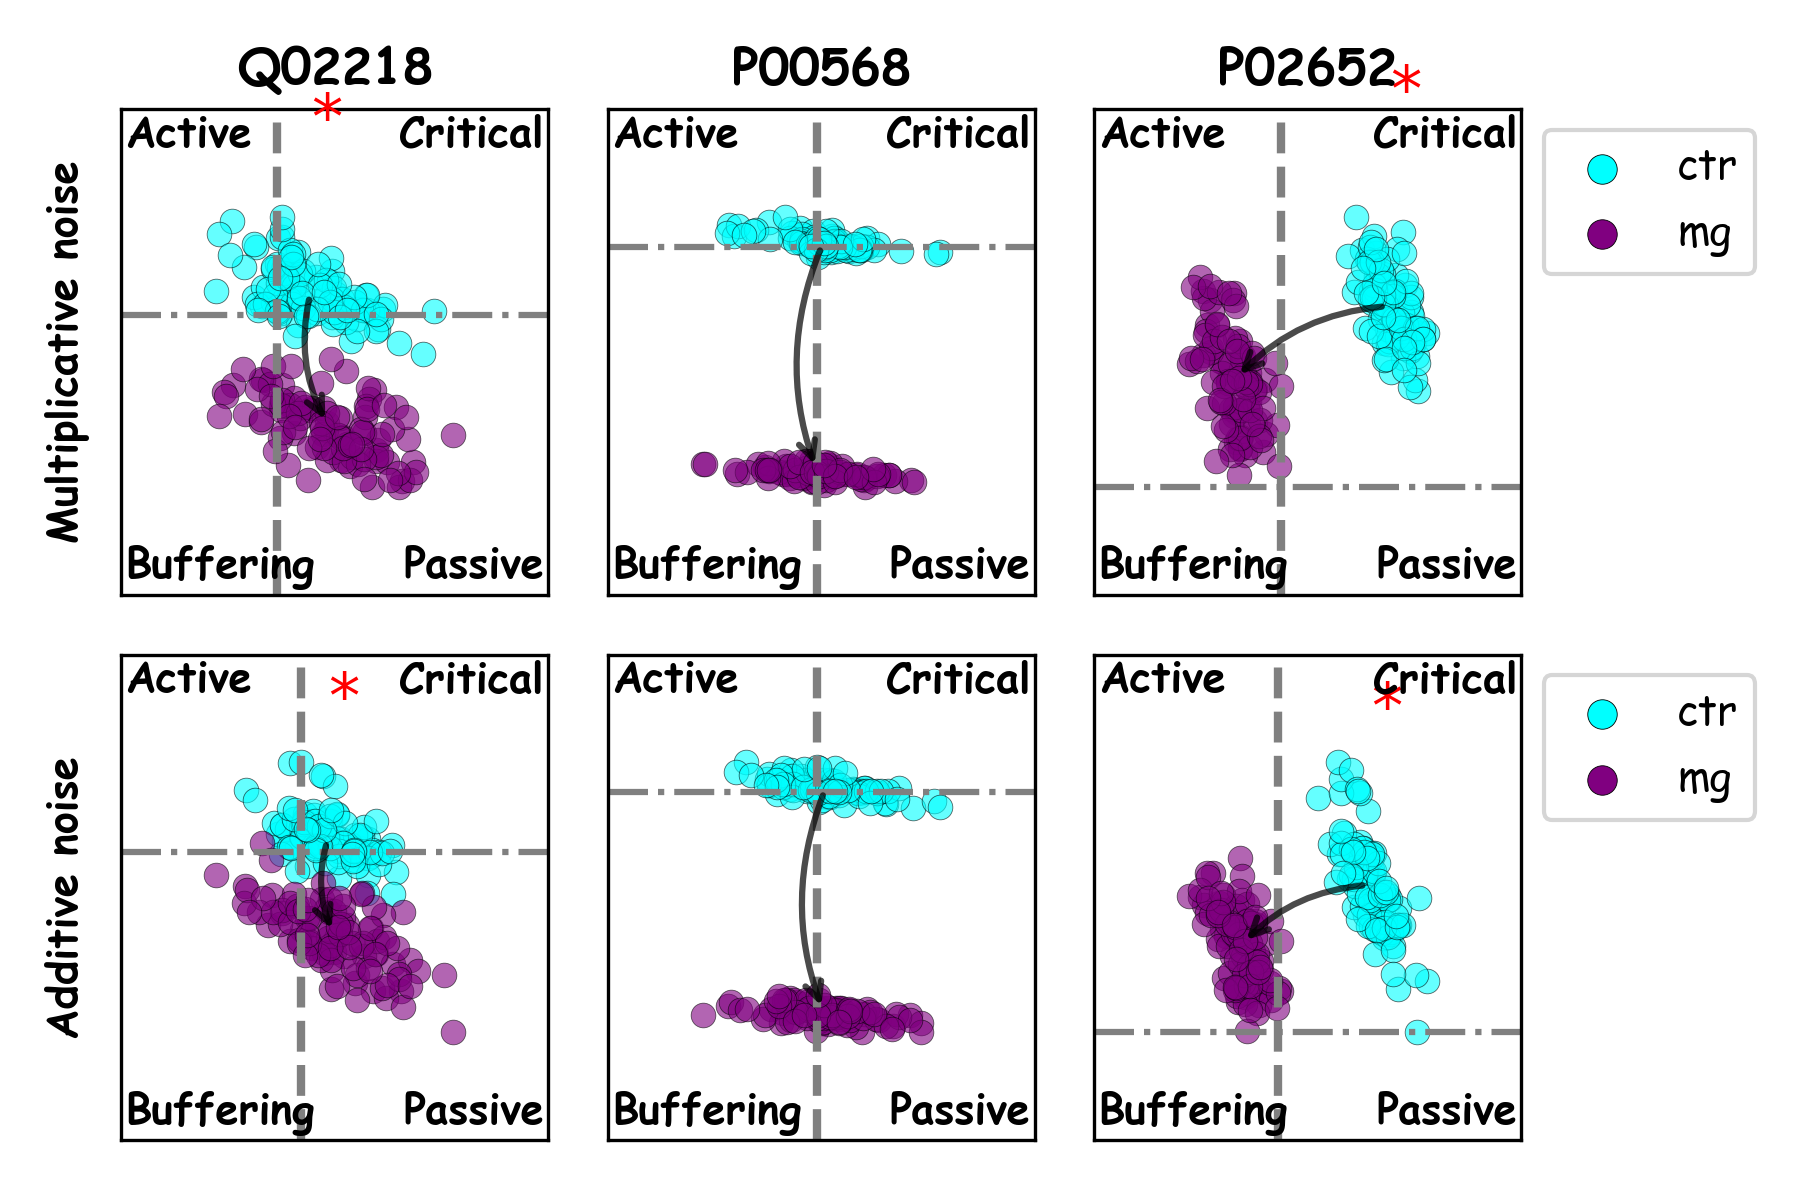 Q02218 P00568 P02652*
*
Multiplicative noise
Active Critical Active Critical Active Critical
ctr
mg
Buffering Passive Buffering Passive Buffering Passive
Additive noise
Active * Critical Active Critical Active * Critical
ctr
mg
Buffering Passive Buffering Passive Buffering Passive